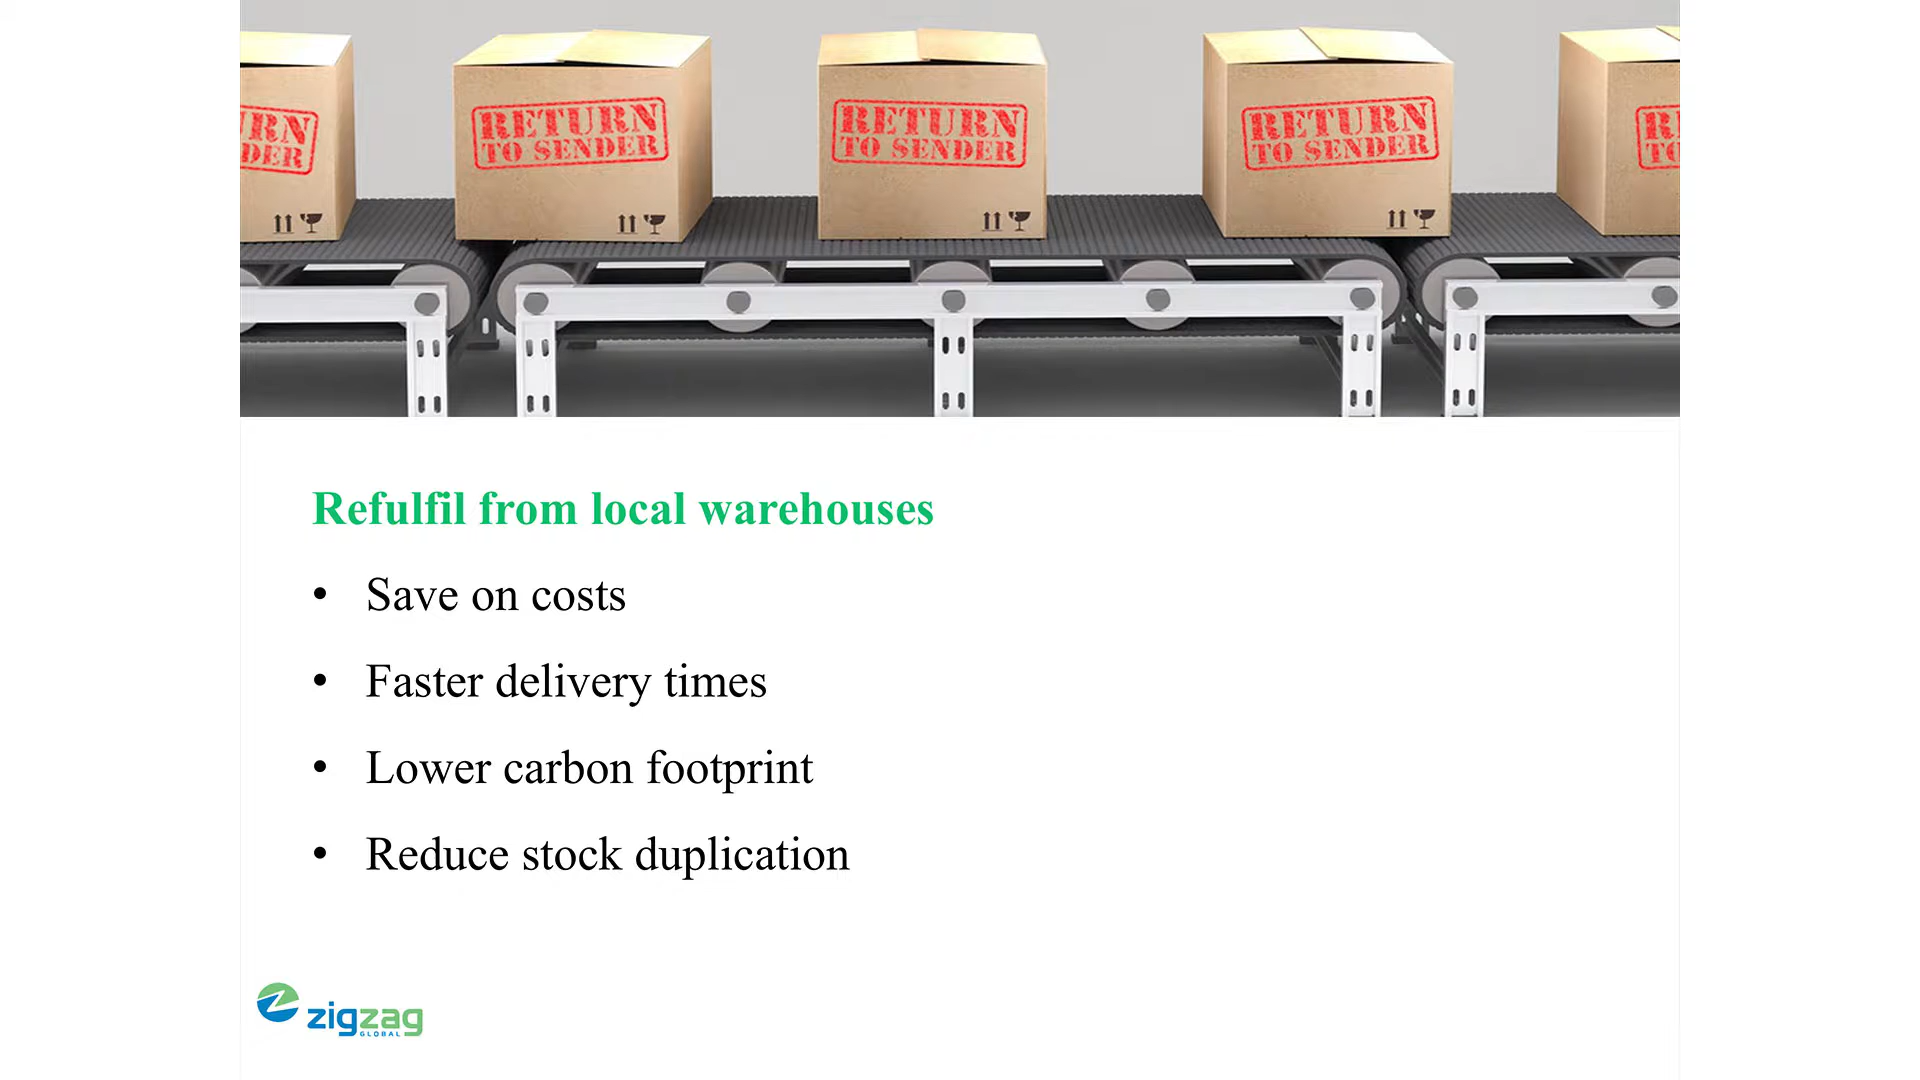 RETURN
TO SENDER
RETURN
TO SENDER
RETURN
TO SENDER
Refulfil from local warehouses
• Save on costs
• Faster delivery times
• Lower carbon footprint
• Reduce stock duplication
zigzag
GLOBAL